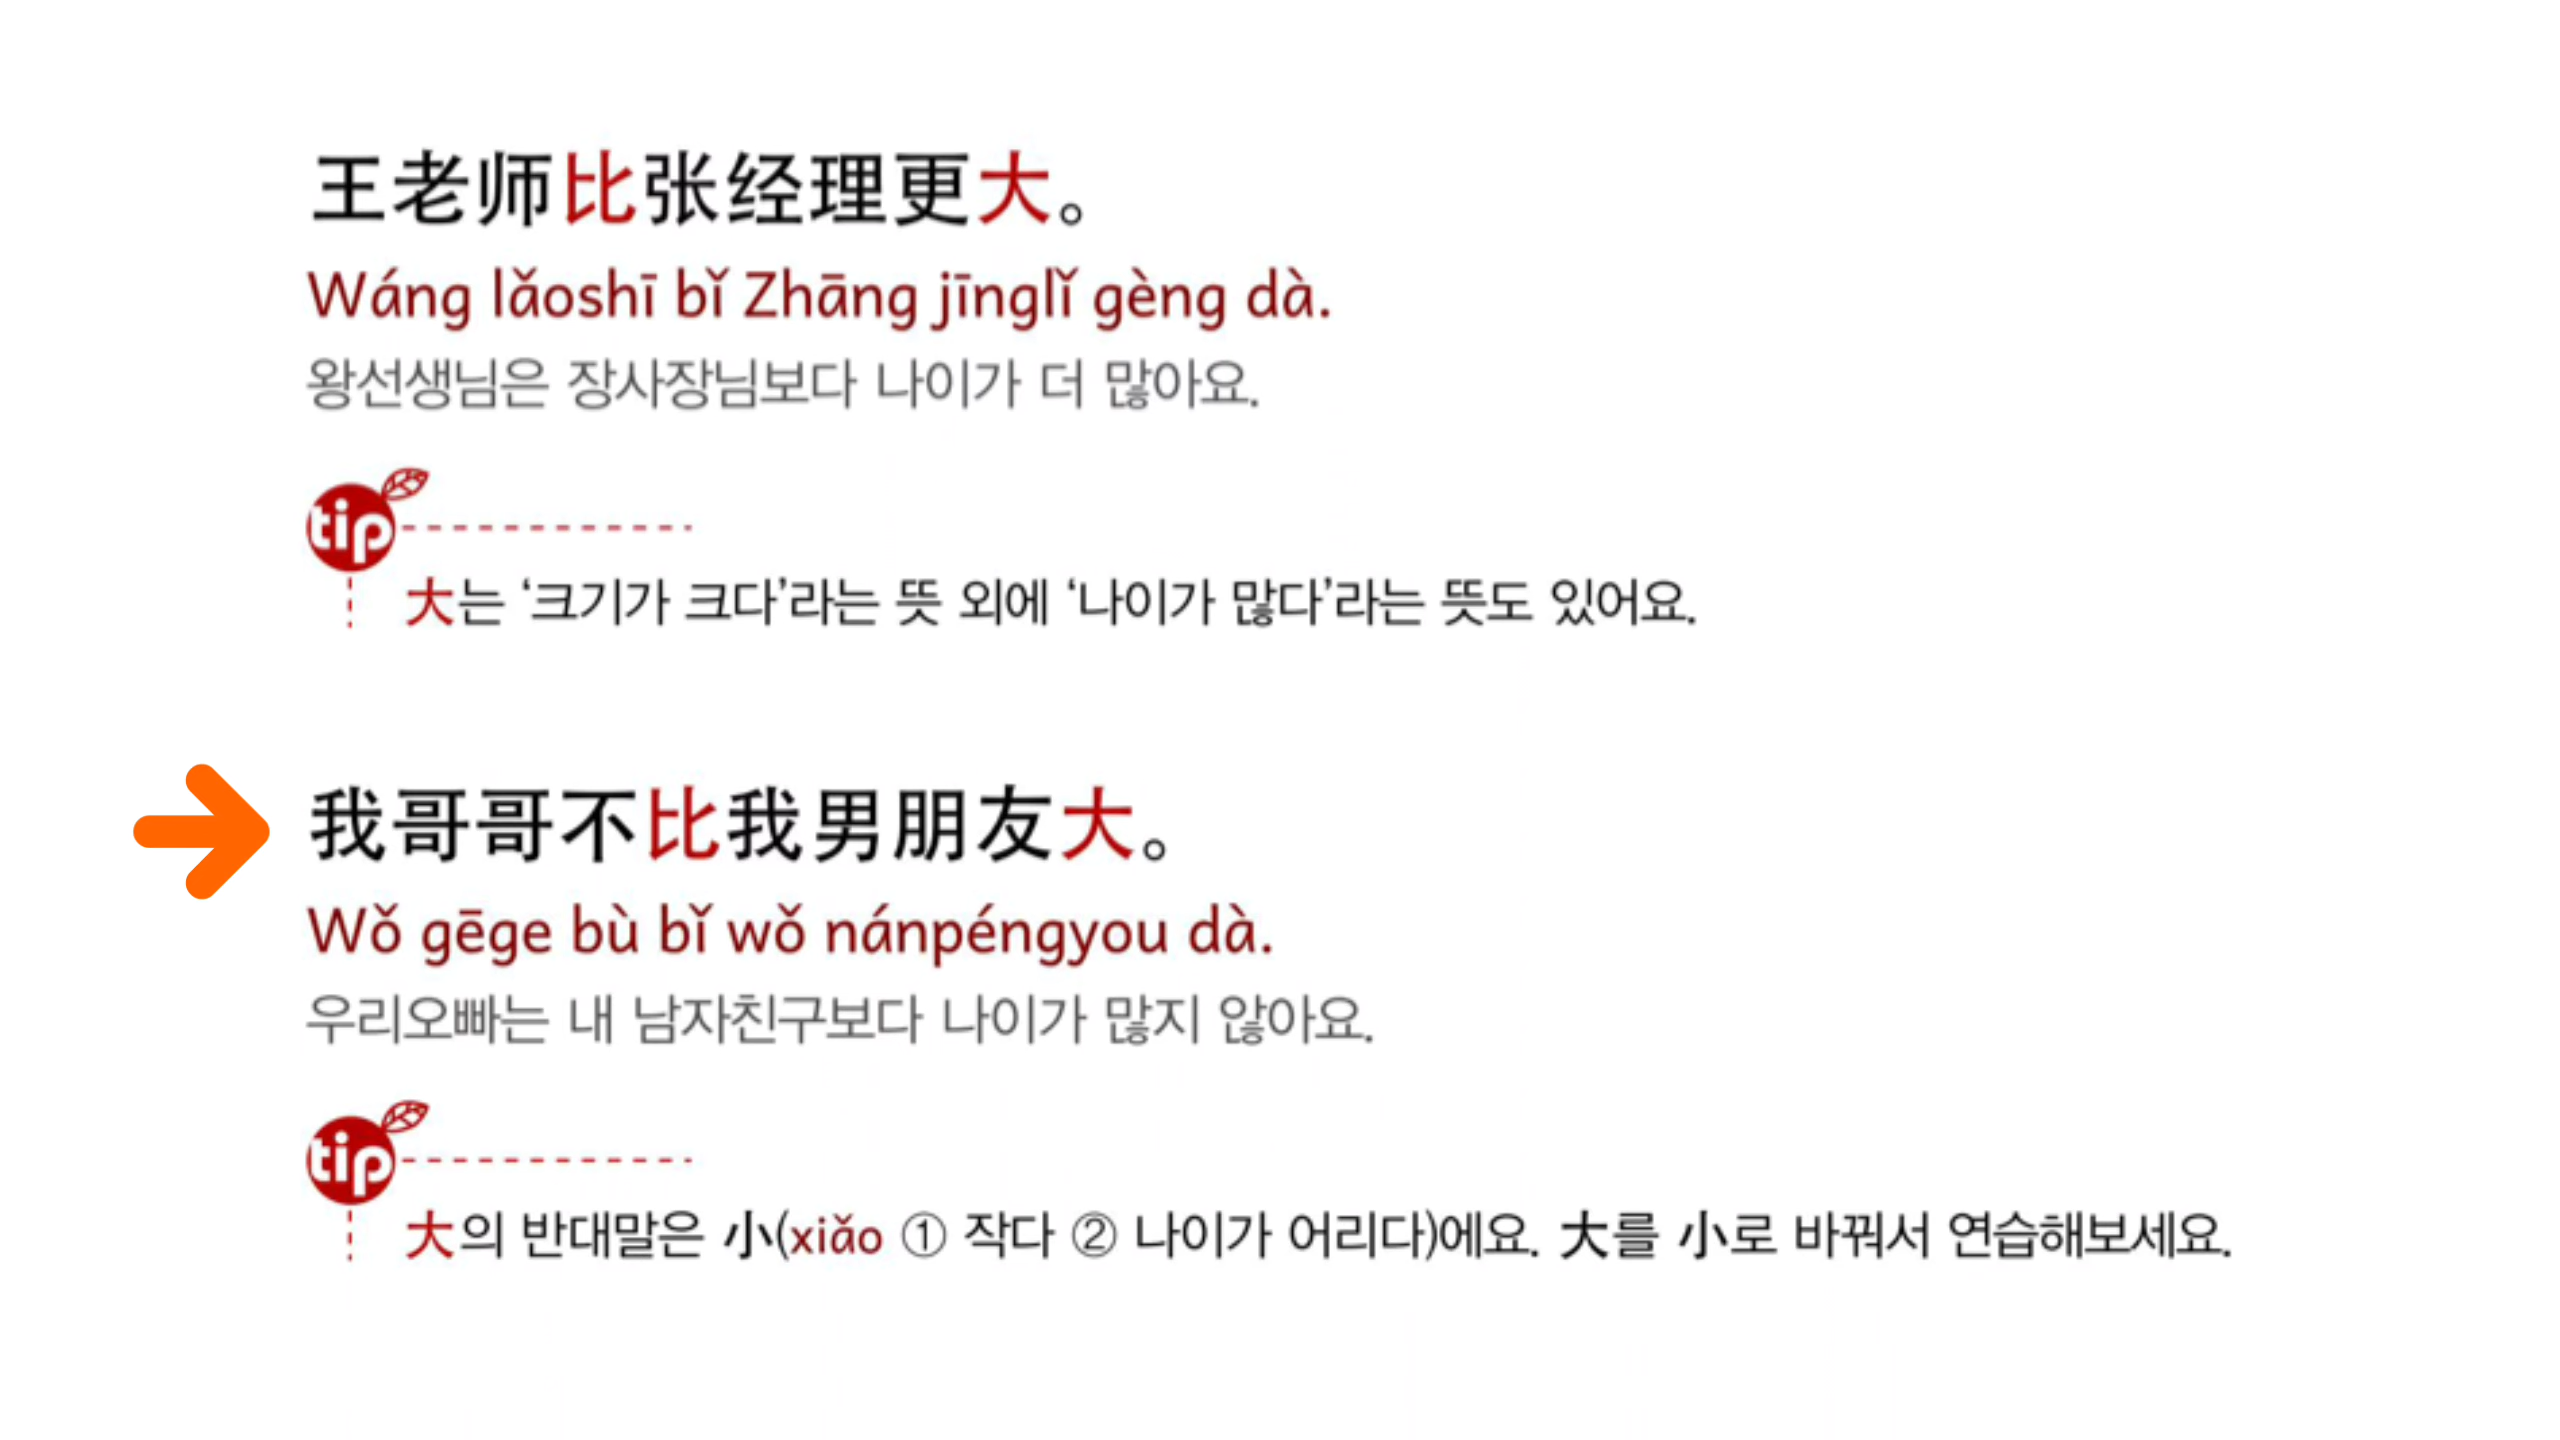 王老师比张经理更大。
Wáng lǎoshī bǐ Zhāng jīnglǐ gèng dà.
왕선생님은 장사장님보다 나이가 더 많아요.
tip
大는 ‘크기가 크다’라는 뜻 외에 ‘나이가 많다’라는 뜻도 있어요.
我哥哥不比我男朋友大。
Wǒ gēge bù bǐ wǒ nánpéngyou dà.
우리오빠는 내 남자친구보다 나이가 많지 않아요.
tip
大의 반대말은 小(xiǎo ① 작다 ② 나이가 어리다)에요. 大를 小로 바꿔서 연습해보세요.